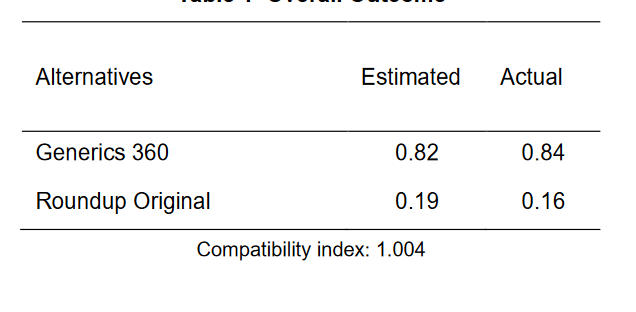 Alternatives Estimated Actual
Generics 360 0.82 0.84
Roundup Original 0.19 0.16
Compatibility index: 1.004